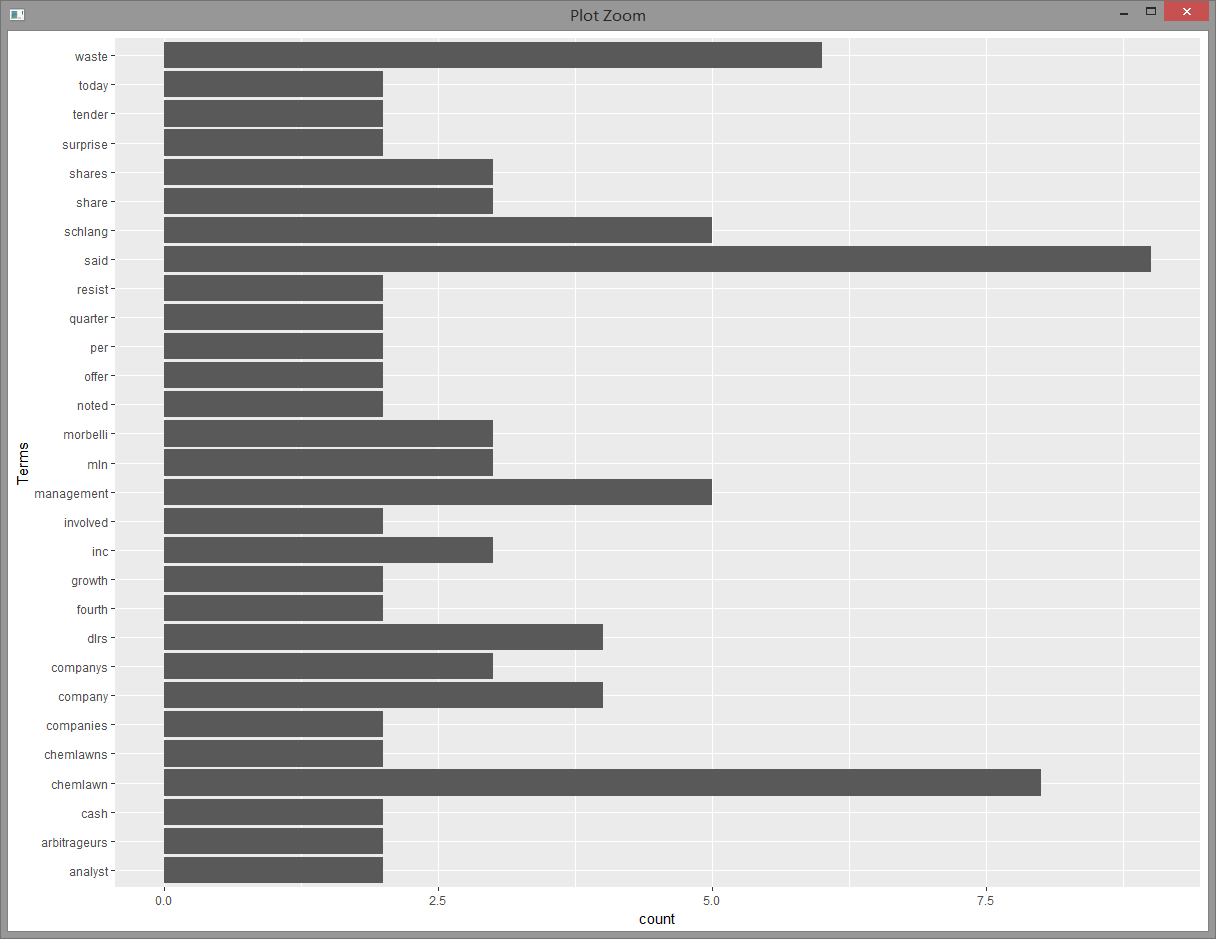 Plot Zoom
waste
today
tender
surprise
shares
share
schlang
said
resist
quarter
per
offer
noted
morbelli
mln
management
involved
inc
growth
fourth
dlrs
companys
company
companies
chemlawns
chemlawn
cash
arbitrageurs
analyst
Terms
0.0 2.5 5.0 7.5
count